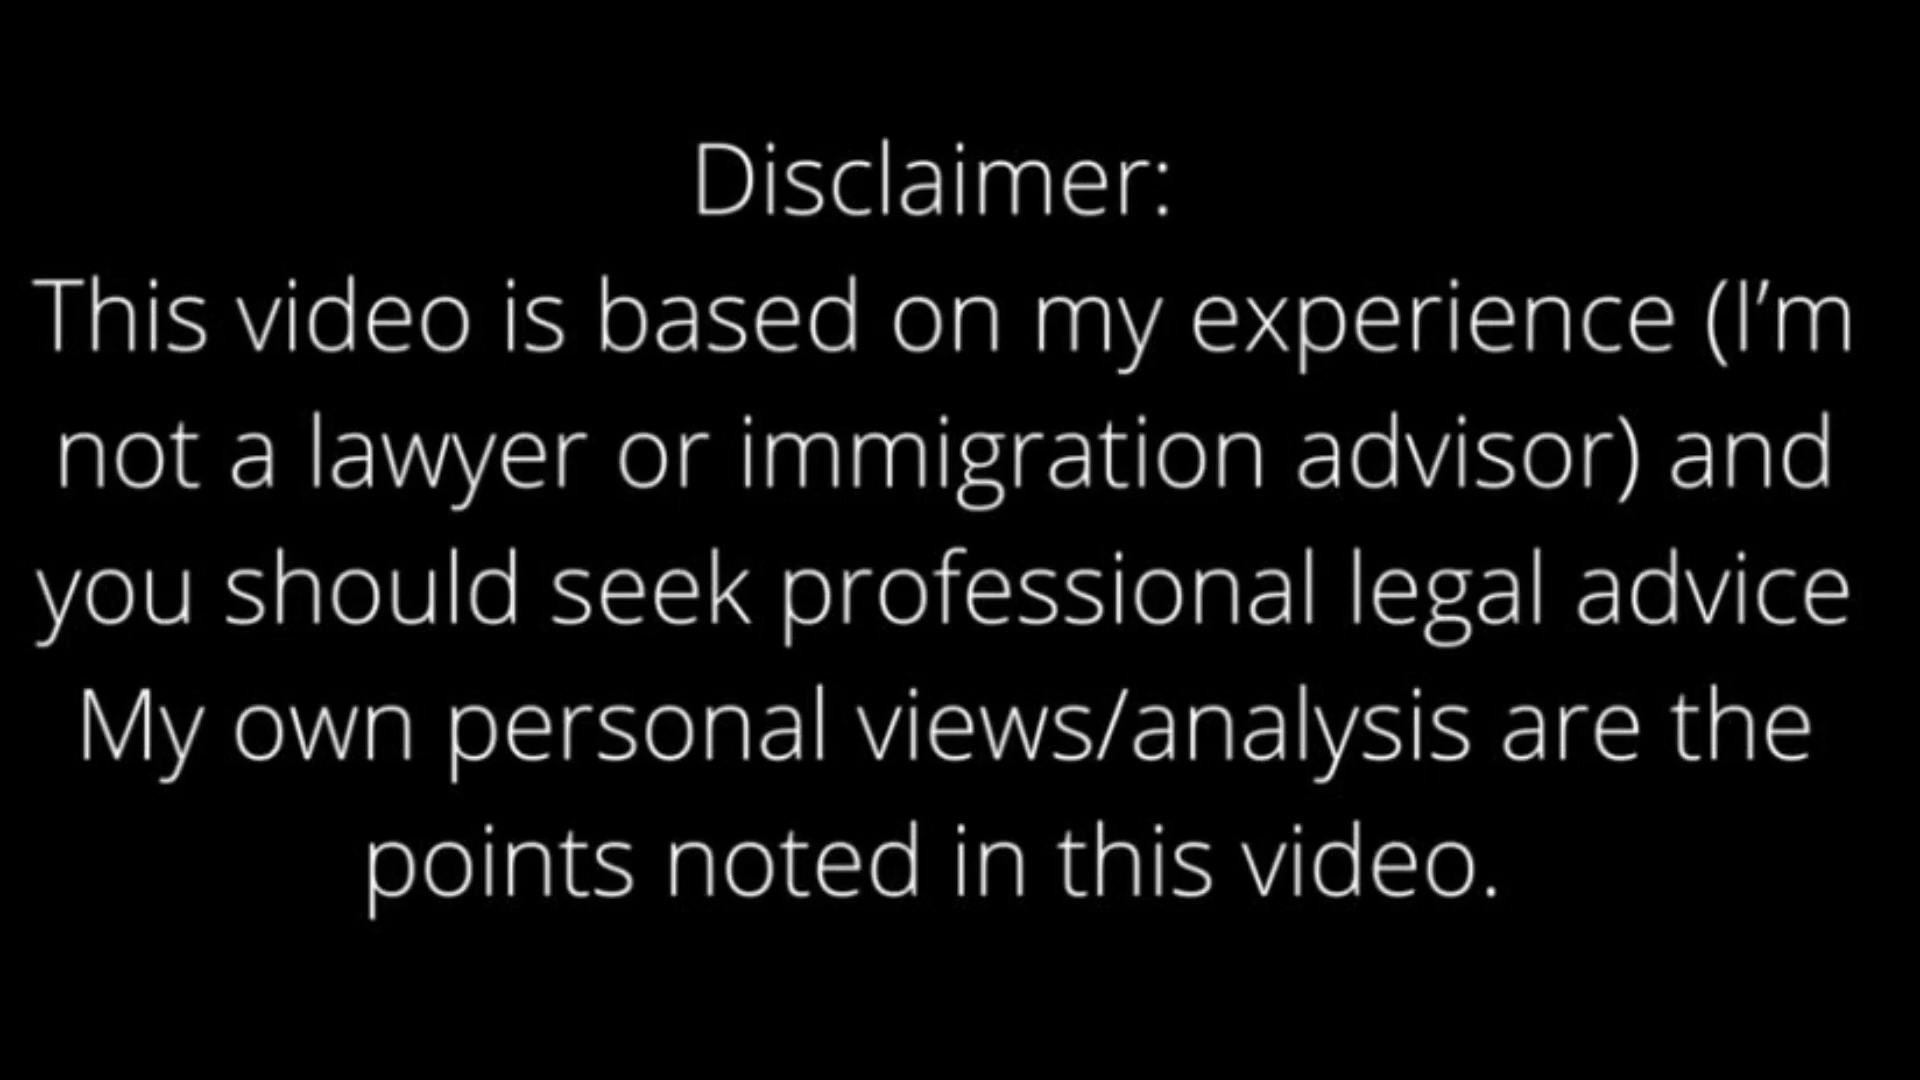 Disclaimer:
This video is based on my experience (I’m
not a lawyer or immigration advisor) and
you should seek professional legal advice
My own personal views/analysis are the
points noted in this video.